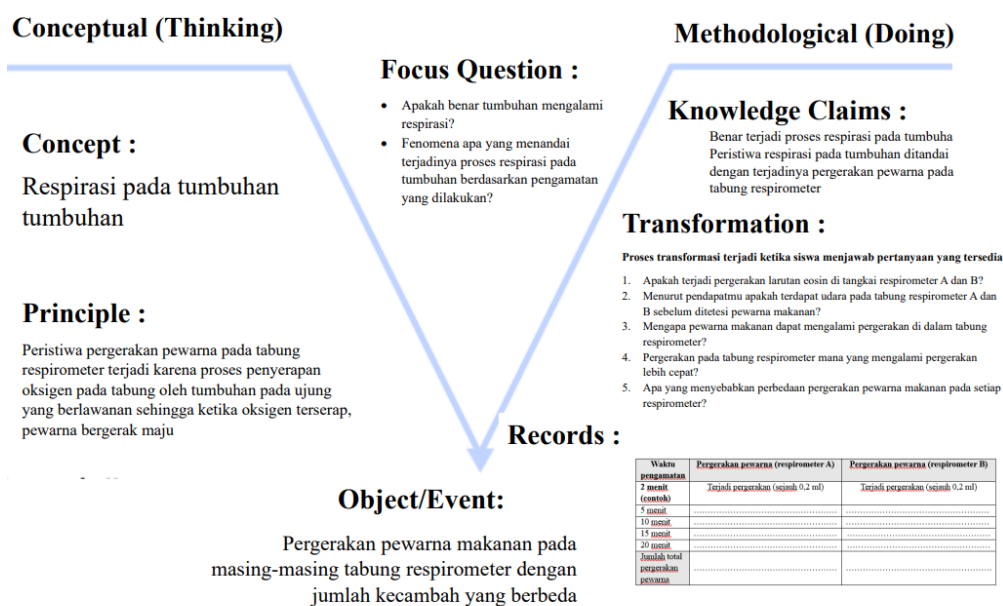 Conceptual (Thinking)
Concept :
Respirasi pada tumbuhan
tumbuhan
Principle :
Peristiwa pergerakan pewarna pada tabung
respirometer terjadi karena proses penyerapan
oksigen pada tabung oleh tumbuhan pada ujung
yang berlawanan sehingga ketika oksigen terserap,
pewarna bergerak maju
Focus Question :
• Apakah benar tumbuhan mengalami
respirasi?
• Fenomena apa yang menandai
terjadinya proses respirasi pada
tumbuhan berdasarkan pengamatan
yang dilakukan?
Methodological (Doing)
Knowledge Claims :
Benar terjadi proses respirasi pada tumbuha
Peristiwa respirasi pada tumbuhan ditandai
dengan terjadinya pergerakan pewarna pada
tabung respirometer
Transformation :
Proses transformasi terjadi ketika siswa menjawab pertanyaan yang tersedia
1. Apakah terjadi pergerakan larutan eosin di tangkai respirometer A dan B?
2. Menurut pendapatmu apakah terdapat udara pada tabung respirometer A dan
B sebelum ditetesi pewarna makanan?
3. Mengapa pewarna makanan dapat mengalami pergerakan di dalam tabung
respirometer?
4. Pergerakan pada tabung respirometer mana yang mengalami pergerakan
lebih cepat?
5. Apa yang menyebabkan perbedaan pergerakan pewarna makanan pada setiap
respirometer?
Records :
Waktu pengamatan Pergerakan pewarna (respirometer A) Pergerakan pewarna (respirometer B)
2 menit (contoh) Terjadi pergerakan (sejauh 0,2 ml) Terjadi pergerakan (sejauh 0,2 ml)
5 menit
10 menit
15 menit
20 menit
Jumlah total pergerakan pewarna
Object/Event:
Pergerakan pewarna makanan pada
masing-masing tabung respirometer dengan
jumlah kecambah yang berbeda